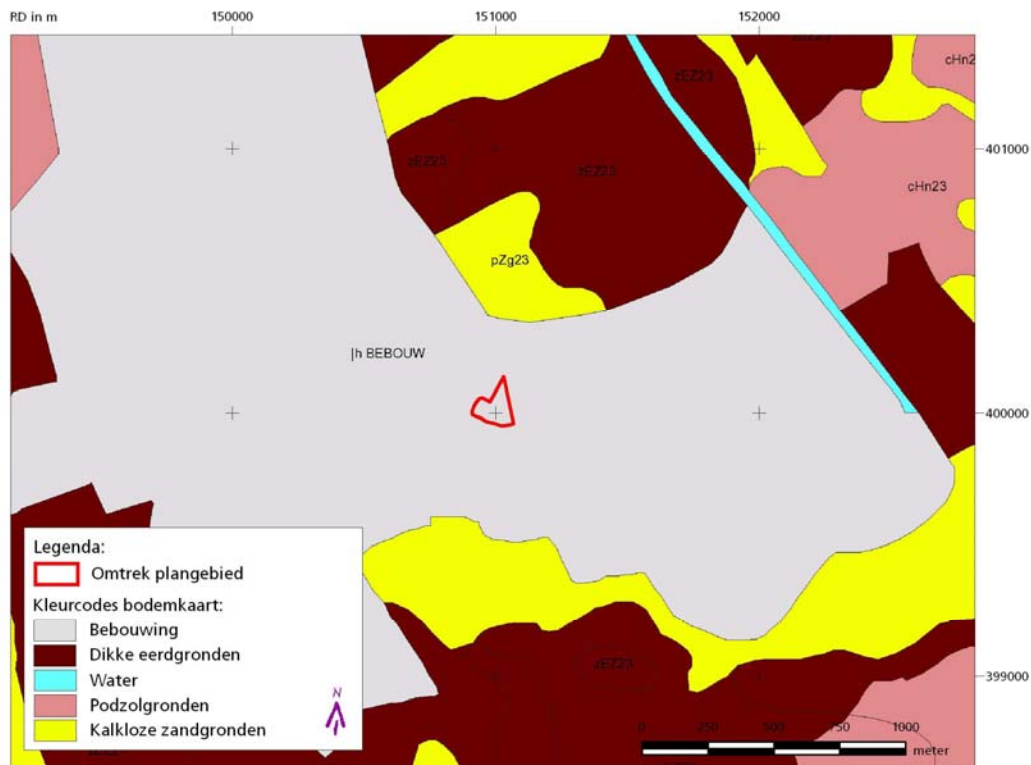 RD in m
150000
151000
152000
zEZ23
cHn2
401000
zEZ23
zEZ23
cHn23
pZg23
|h BEBOUW
400000
Legenda:
Omtrek plangebied
Kleurcodes bodemkaart:
Bebouwing
Dikke eerdgronden
Water
Podzolgronden
Kalkloze zandgronden
N
zEZ23
399000
0
250
500
750
1000
meter